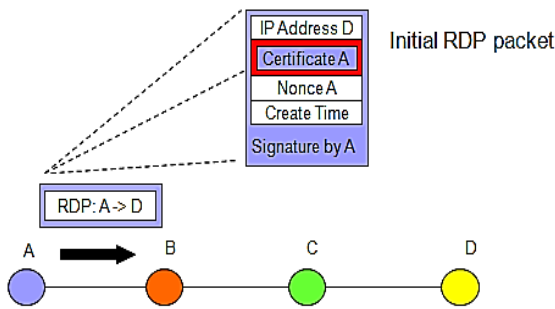 IP Address D
Initial RDP packet
Certificate A
Nonce A
Create Time
Signature by A
RDP: A -> D
A B C D